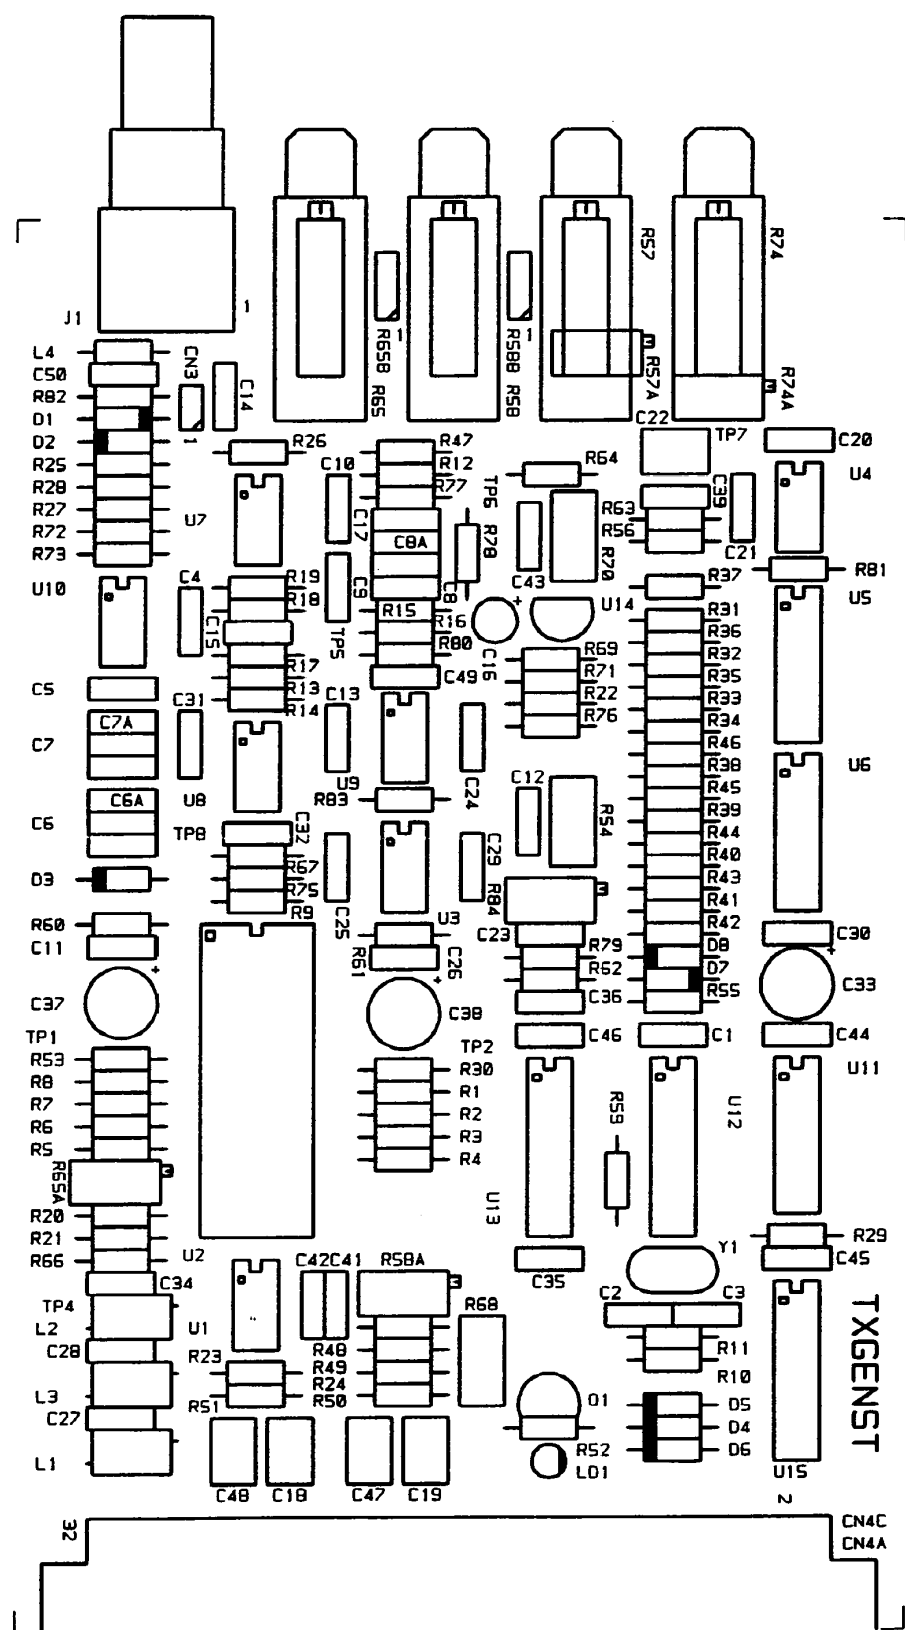 J1
1
R65B
1
R65
R58B
1
R58
R57
R57A
R74
R74A
L4
C50
R82
D1
D2
R25
R28
R27
R72
R73
CN3
1
C14
R26
U7
C10
C17
R47
R12
R77
C8A
C8
R78
TP6
R64
C43
R70
C22
TP7
C20
R63
R56
C39
C21
U4
R81
U10
C4
C15
R19
R18
R17
R13
R14
C9
TP5
R15
R16
R80
C49
C16
+
U14
R37
U5
R69
R71
R22
R76
R31
R36
R32
R35
R33
R34
R46
R38
R45
R39
R44
R40
R43
R41
R42
D8
D7
R55
C5
C7A
C7
C31
C13
U9
C24
U6
C6A
C6
U8
TP8
R83
C12
R54
C32
R67
R75
R9
C25
C29
R84
D3
R60
C11
U3
R61
C26
C23
R79
R62
C36
C30
+
C33
C37
+
C38
+
TP1
TP2
C46
C1
C44
R53
R8
R7
R6
R5
R65A
R20
R21
R66
C34
R30
R1
R2
R3
R4
U13
R59
U12
U11
R29
C45
U2
C42
C41
R58A
C35
Y1
TP4
L2
C28
L3
C27
L1
U1
R23
R51
R48
R49
R24
R50
R68
C2
C3
R11
R10
Q1
R52
LD1
D5
D4
D6
U15
TXGENST
C48
C18
C47
C19
32
2
CN4C
CN4A